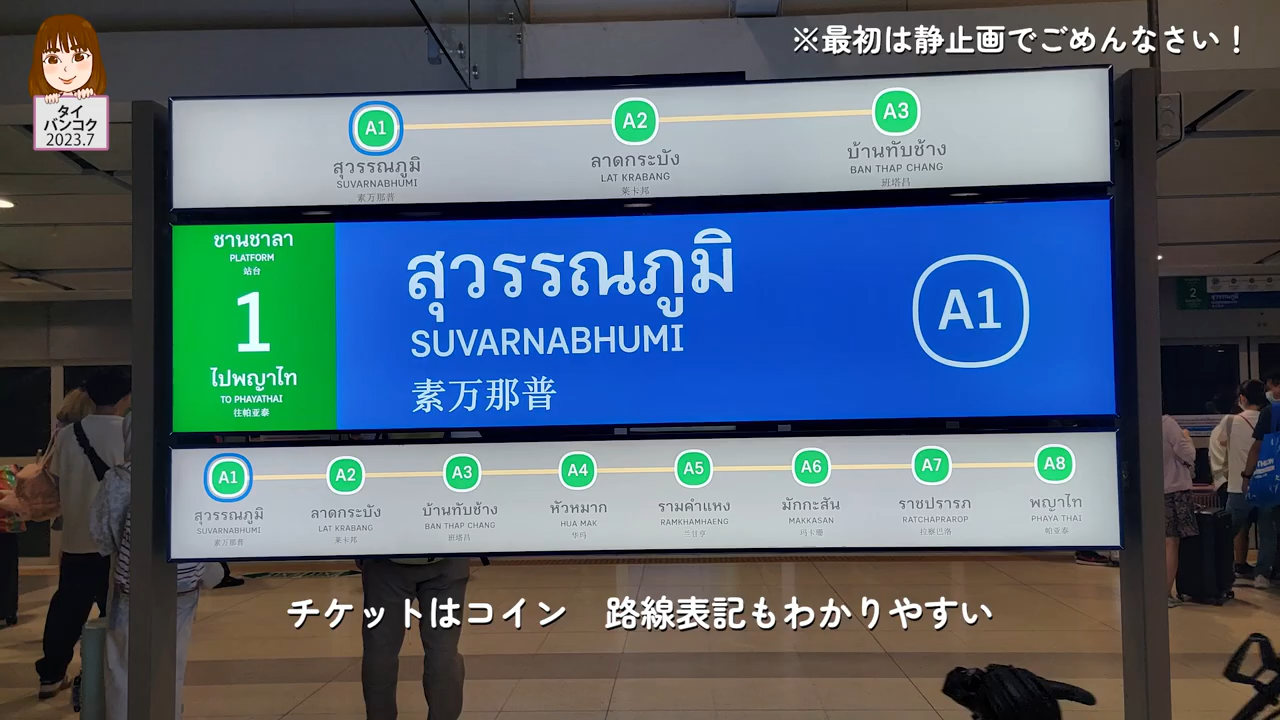 ※最初は静止画でごめんなさい！
タイ
バンコク
2023.7
A1 A2 A3
สุวรรณภูมิ ลาดกระบัง บ้านทับช้าง
SUVARNABHUMI LAT KRABANG BAN THAP CHANG
素万那普 莱卡邦 班塔昌
ชานชาลา
PLATFORM
站台
1
ไปพญาไท
TO PHAYATHAI
往帕亚泰
สุวรรณภูมิ
SUVARNABHUMI
素万那普
A1
A1 A2 A3 A4 A5 A6 A7 A8
สุวรรณภูมิ ลาดกระบัง บ้านทับช้าง หัวหมาก รามคำแหง มักกะสัน ราชปรารภ พญาไท
SUVARNABHUMI LAT KRABANG BAN THAP CHANG HUA MAK RAMKHAMHAENG MAKKASAN RATCHAPRAROP PHAYA THAI
素万那普 莱卡邦 班塔昌 华玛 兰甘亨 玛卡珊 拉察巴洛 帕亚泰
チケットはコイン　路線表記もわかりやすい